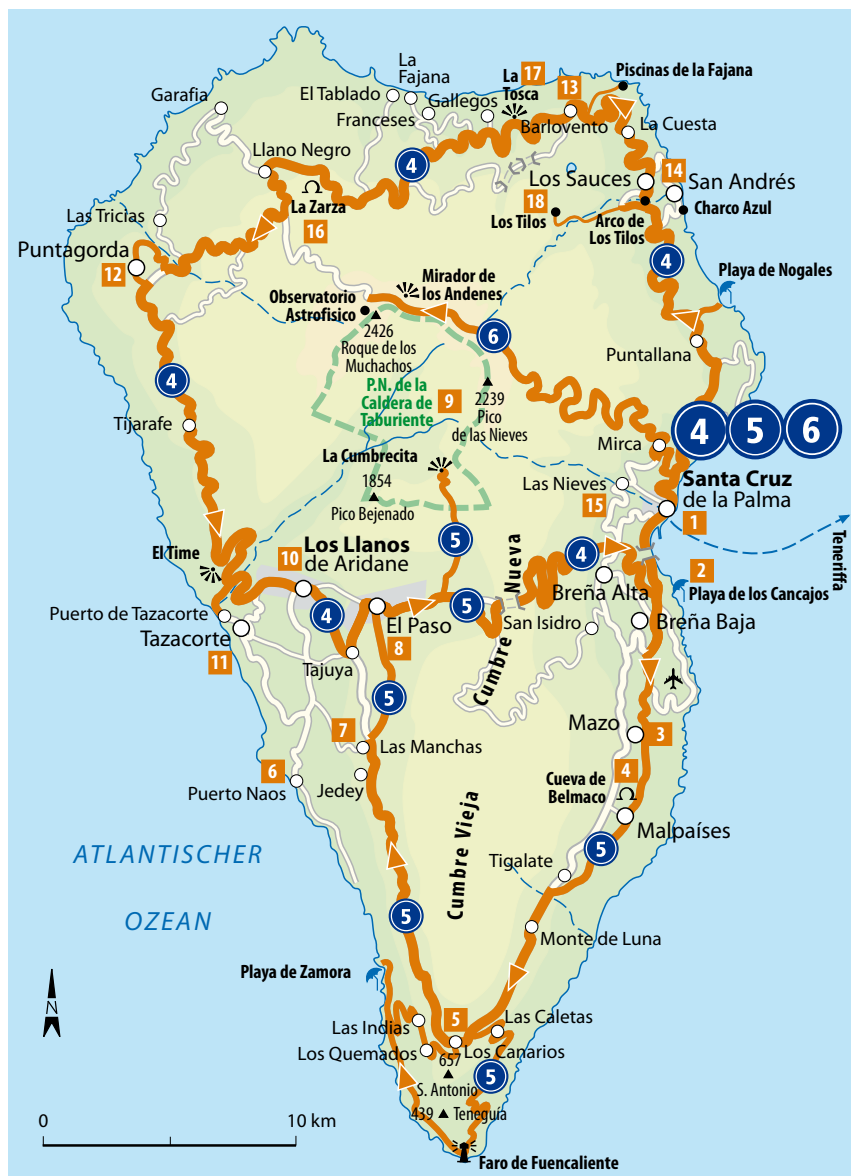 La
Fajana
La
Tosca
17
13
Piscinas de la Fajana
Garafia
El Tablado
Gallegos
Franceses
Barlovento
La Cuesta
Llano Negro
4
Los Sauces
14
San Andrés
La Zarza
16
18
Los Tilos
Arco de
Los Tilos
Charco Azul
Las Tricias
Puntagorda
12
4
Playa de Nogales
Mirador de
los Andenes
Observatorio
Astrofisico
2426
Roque de los
Muchachos
6
Puntallana
4
P.N. de la
Caldera de
Taburiente
9
2239
Pico
de las Nieves
Tijarafe
Mirca
4
5
6
La Cumbrecita
1854
Pico Bejenado
Las Nieves
15
Santa Cruz
de la Palma
1
Teneriffa
El Time
10
Los Llanos
de Aridane
5
4
2
Playa de los Cancajos
Puerto de Tazacorte
Tazacorte
11
4
El Paso
8
5
Cumbre Nueva
San Isidro
Breña Alta
Breña Baja
Tajuya
5
7
Las Manchas
Mazo
3
6
Puerto Naos
Jedey
4
Cueva de
Belmaco
Malpaíses
Cumbre Vieja
5
Tigalate
ATLANTISCHER
OZEAN
5
Monte de Luna
Playa de Zamora
N
Las Indias
5
Las Caletas
Los Quemados
Los Canarios
657
S. Antonio
5
439
Teneguía
0
10 km
Faro de Fuencaliente